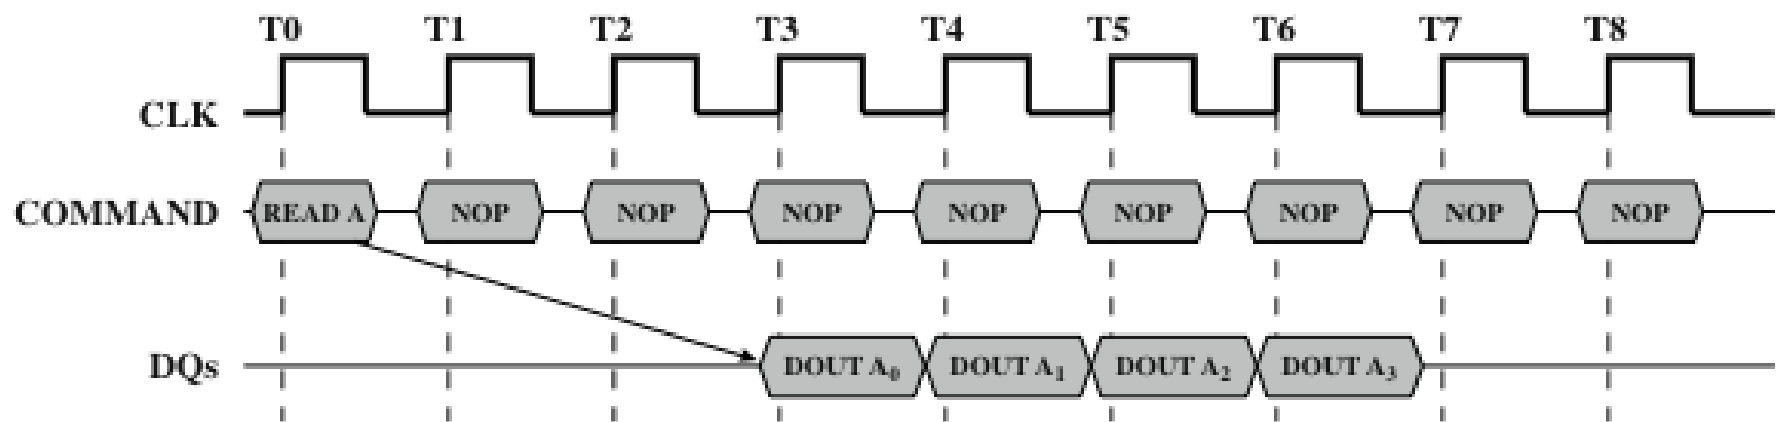 T0 T1 T2 T3 T4 T5 T6 T7 T8
CLK
COMMAND READ A NOP NOP NOP NOP NOP NOP NOP NOP
DQs DOUT A₀ DOUT A₁ DOUT A₂ DOUT A₃